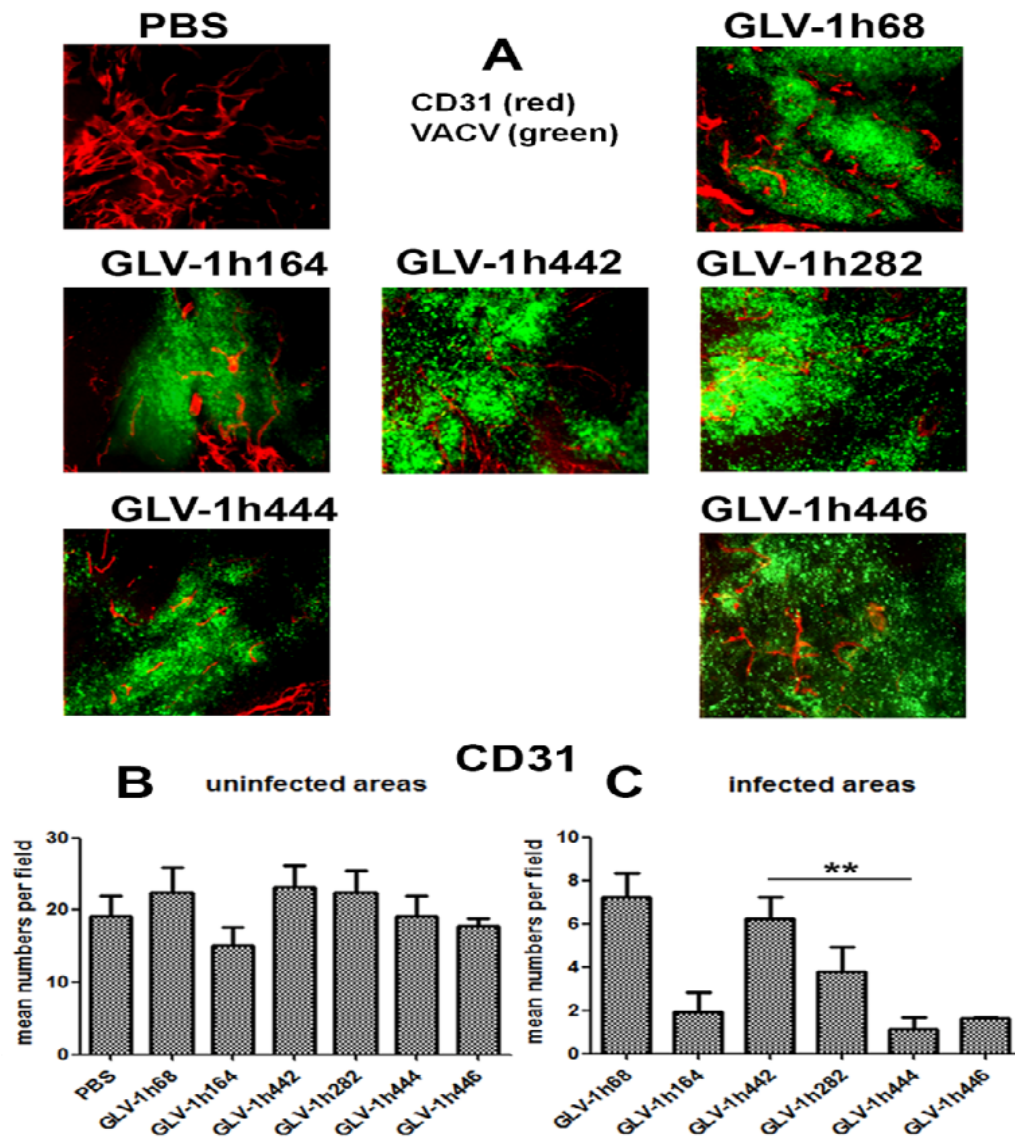 PBS
A
GLV-1h68
CD31 (red)
VACV (green)
GLV-1h164
GLV-1h442
GLV-1h282
GLV-1h444
GLV-1h446
CD31
B
uninfected areas
mean numbers per field
30
20
10
0
PBS
GLV-1h68
GLV-1h164
GLV-1h442
GLV-1h282
GLV-1h444
GLV-1h446
C
infected areas
mean numbers per field
10
8
6
4
2
0
**
GLV-1h68
GLV-1h164
GLV-1h442
GLV-1h282
GLV-1h444
GLV-1h446